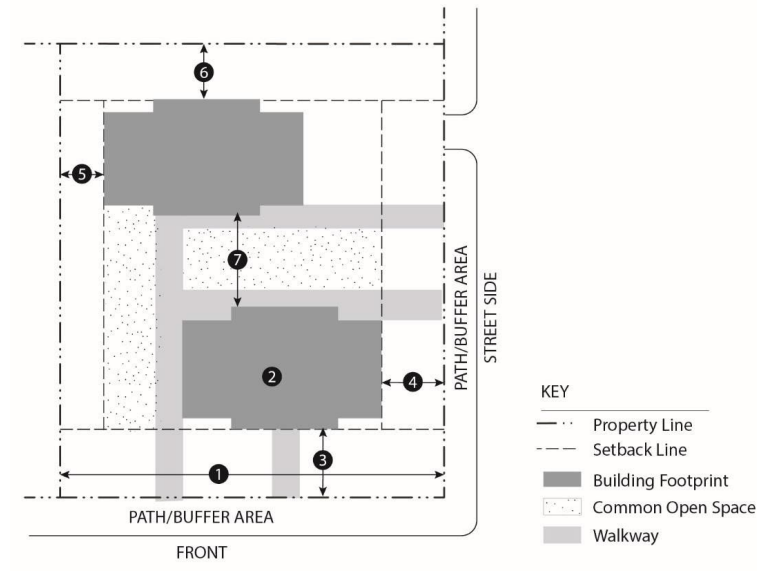 6
5
7
PATH/BUFFER AREA
STREET SIDE
2
4
3
1
PATH/BUFFER AREA
FRONT
KEY
Property Line
Setback Line
Building Footprint
Common Open Space
Walkway